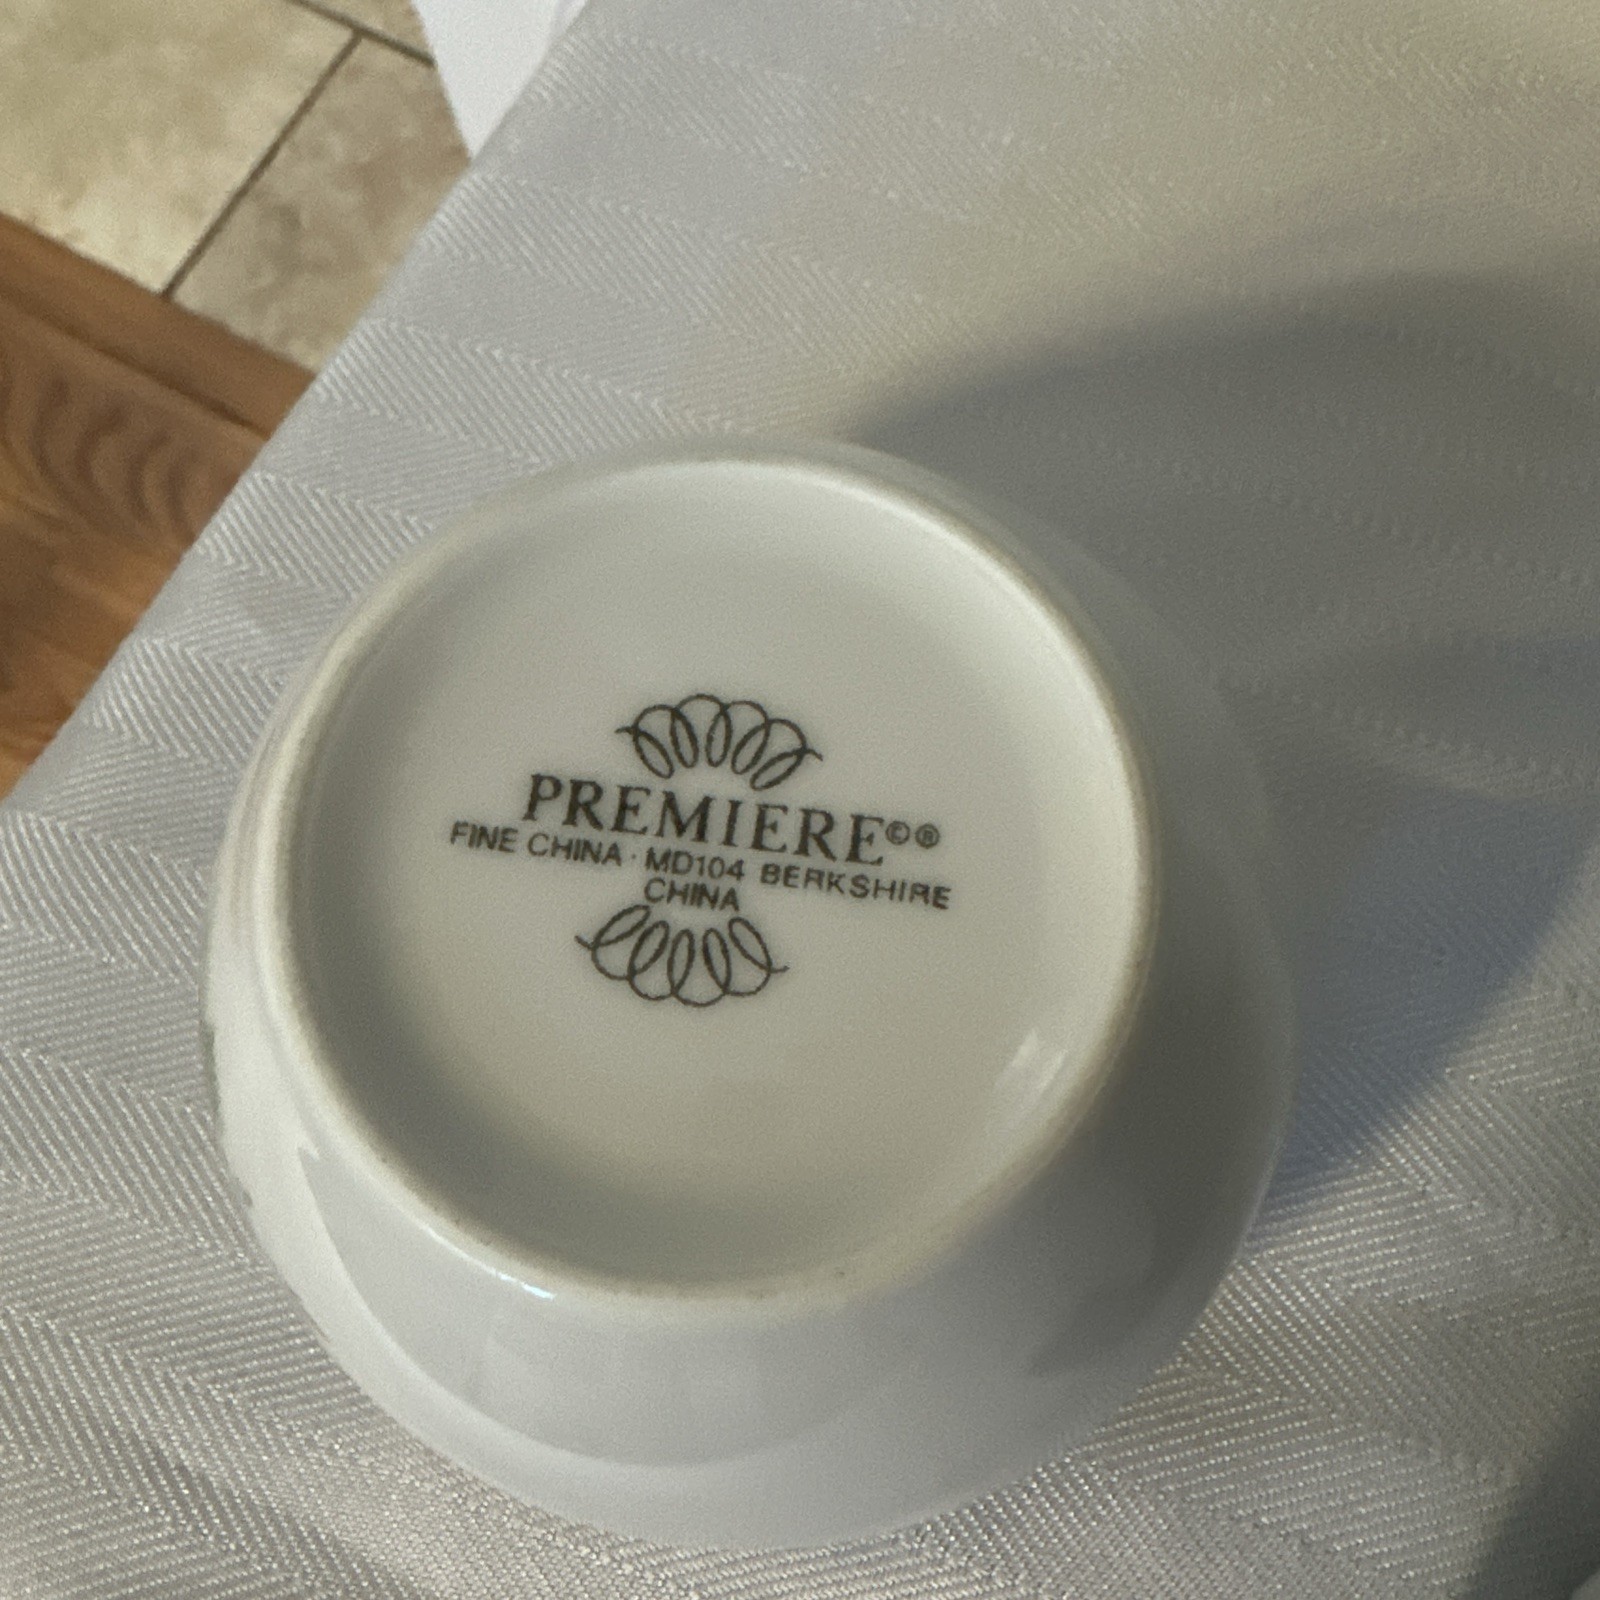 PREMIERE©®
FINE CHINA · MD104 BERKSHIRE
CHINA